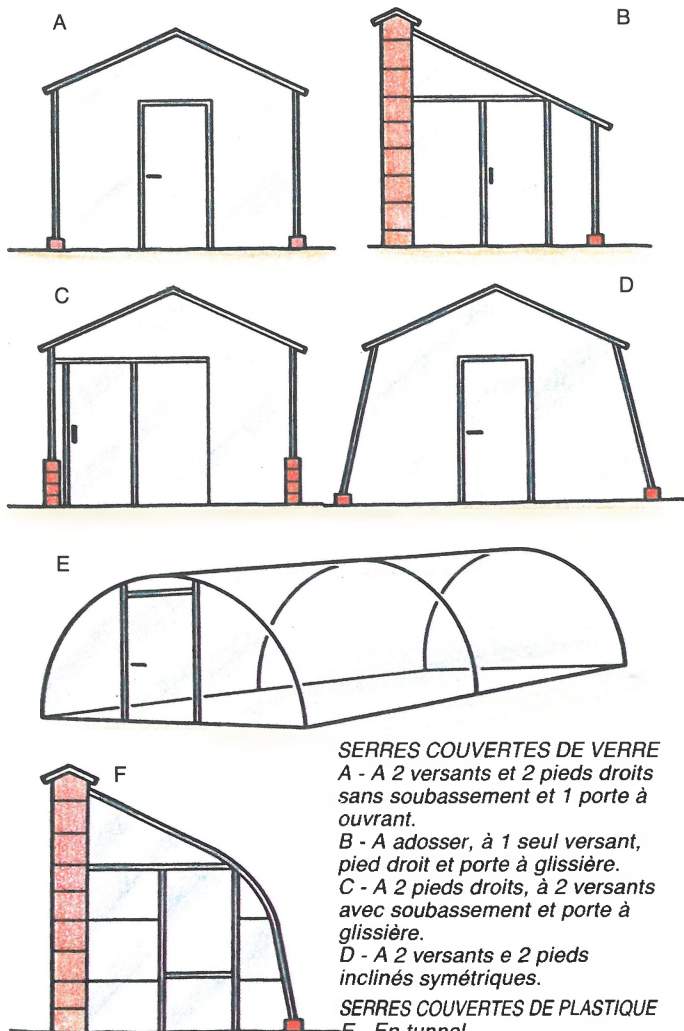 A
B
C
D
E
F
SERRES COUVERTES DE VERRE
A - A 2 versants et 2 pieds droits
sans soubassement et 1 porte à
ouvrant.
B - A adosser, à 1 seul versant,
pied droit et porte à glissière.
C - A 2 pieds droits, à 2 versants
avec soubassement et porte à
glissière.
D - A 2 versants e 2 pieds
inclinés symétriques.
SERRES COUVERTES DE PLASTIQUE
E - En tunnel